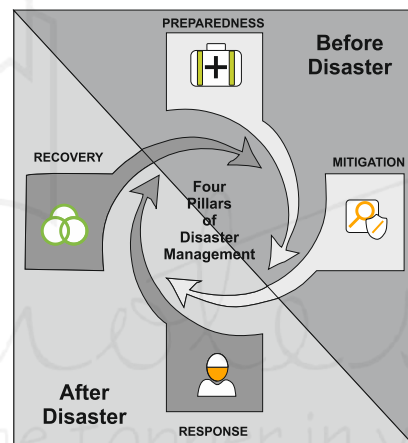 PREPAREDNESS
Before
Disaster
RECOVERY
MITIGATION
Four
Pillars
of
Disaster
Management
After
Disaster
RESPONSE